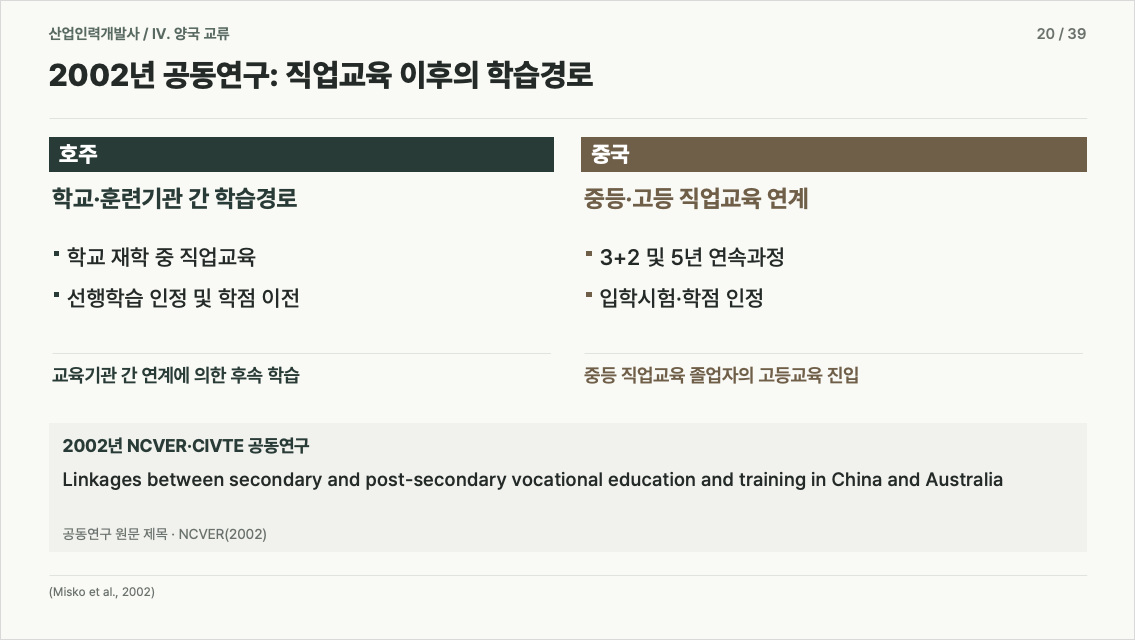 산업인력개발사 / IV. 양국 교류
20 / 39
2002년 공동연구: 직업교육 이후의 학습경로
호주
학교·훈련기관 간 학습경로
학교 재학 중 직업교육
선행학습 인정 및 학점 이전
교육기관 간 연계에 의한 후속 학습
중국
중등·고등 직업교육 연계
3+2 및 5년 연속과정
입학시험·학점 인정
중등 직업교육 졸업자의 고등교육 진입
2002년 NCVER·CIVTE 공동연구
Linkages between secondary and post-secondary vocational education and training in China and Australia
공동연구 원문 제목 · NCVER(2002)
(Misko et al., 2002)